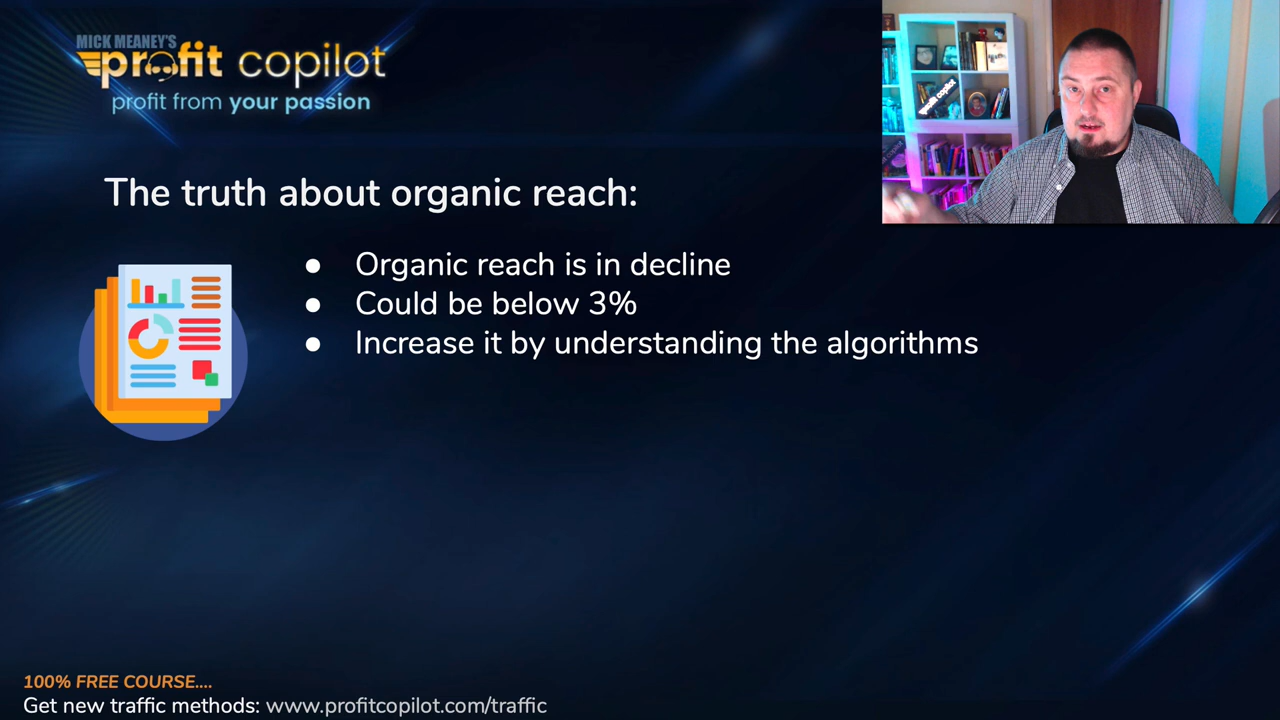 MICK MEANEY'S
profit copilot
profit from your passion
The truth about organic reach:
● Organic reach is in decline
● Could be below 3%
● Increase it by understanding the algorithms
profit copilot
100% FREE COURSE....
Get new traffic methods: www.profitcopilot.com/traffic